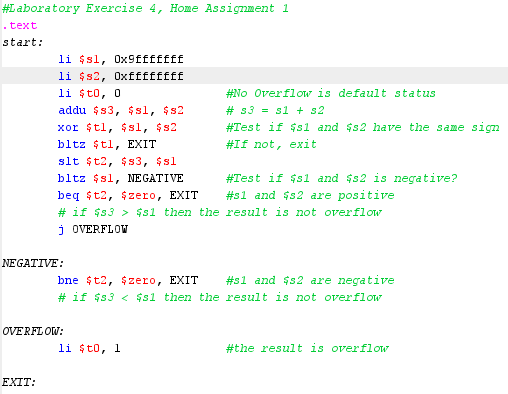 #Laboratory Exercise 4, Home Assignment 1
.text
start:
li $s1, 0x9fffffff
li $s2, 0xffffffff
li $t0, 0 #No Overflow is default status
addu $s3, $s1, $s2 # s3 = s1 + s2
xor $t1, $s1, $s2 #Test if $s1 and $s2 have the same sign
bltz $t1, EXIT #If not, exit
slt $t2, $s3, $s1
bltz $s1, NEGATIVE #Test if $s1 and $s2 is negative?
beq $t2, $zero, EXIT #s1 and $s2 are positive
# if $s3 > $s1 then the result is not overflow
j OVERFLOW
NEGATIVE:
bne $t2, $zero, EXIT #s1 and $s2 are negative
# if $s3 < $s1 then the result is not overflow
OVERFLOW:
li $t0, 1 #the result is overflow
EXIT: